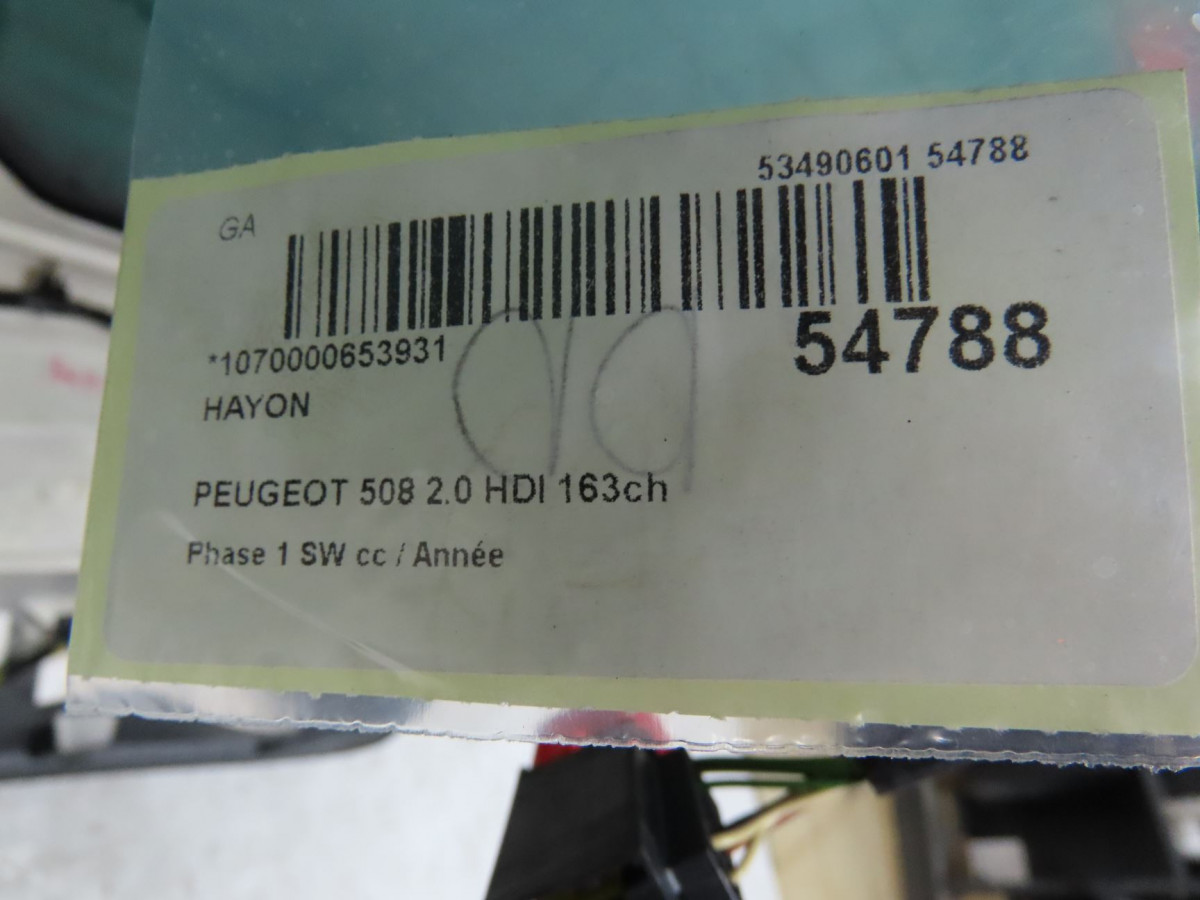 53490601 54788
GA
*1070000653931
54788
HAYON
PEUGEOT 508 2.0 HDI 163ch
Phase 1 SW cc / Année